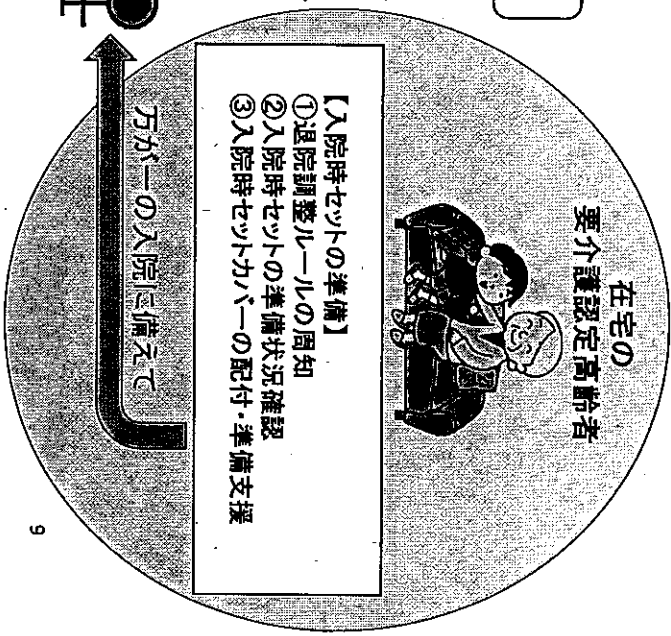 在宅の
要介護認定高齢者
【入院時セットの準備】
①退院調整ルールの周知
②入院時セットの準備状況確認
③入院時セットカバーの配付・準備支援
万が一の入院に備えて
9